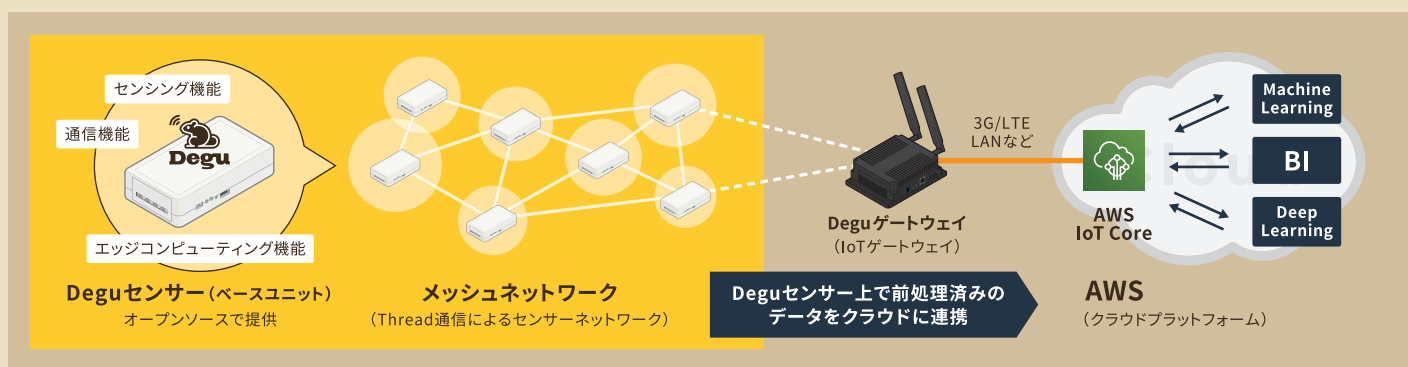 センシング機能
通信機能
Degu
エッジコンピューティング機能
Deguセンサー（ベースユニット）
オープンソースで提供
メッシュネットワーク
（Thread通信によるセンサーネットワーク）
Deguゲートウェイ
（IoTゲートウェイ）
3G/LTE
LANなど
Deguセンサー上で前処理済みの
データをクラウドに連携
Cloud
AWS
IoT Core
Machine
Learning
BI
Deep
Learning
AWS
（クラウドプラットフォーム）